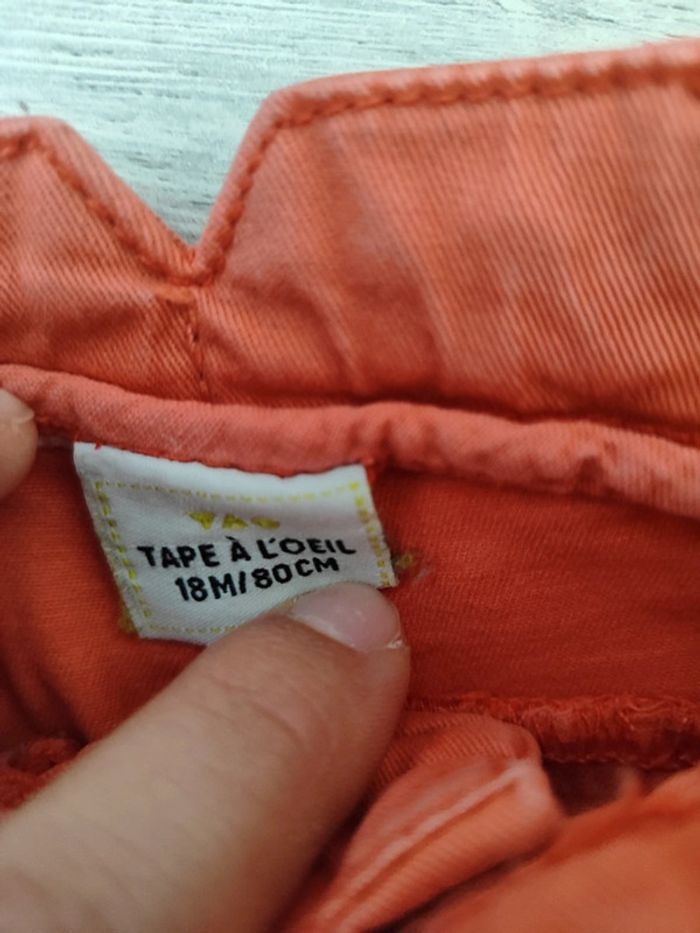 TAO
TAPE À L'OEIL
18M/80CM